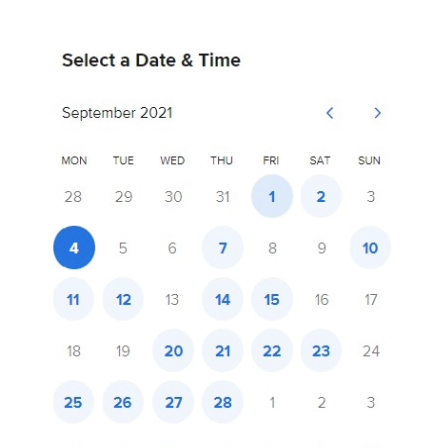 Select a Date & Time
September 2021
MON TUE WED THU FRI SAT SUN
28 29 30 31 1 2 3
4 5 6 7 8 9 10
11 12 13 14 15 16 17
18 19 20 21 22 23 24
25 26 27 28 1 2 3